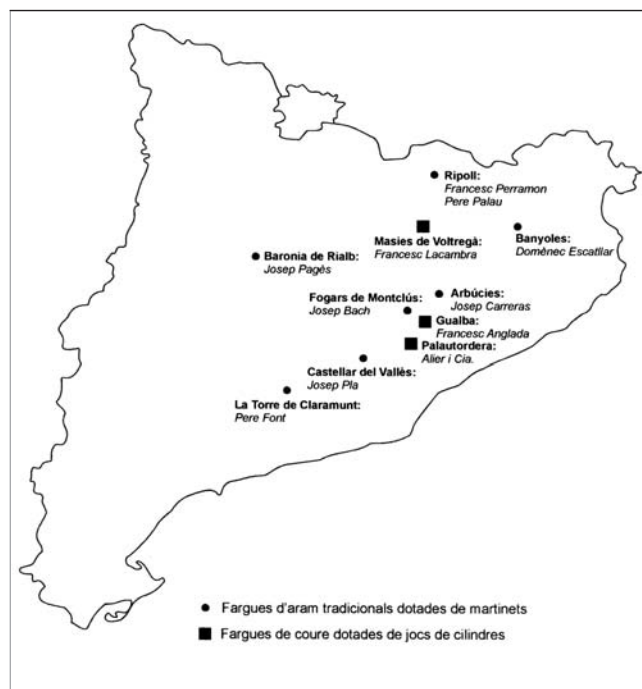 Ripoll:
Francesc Perramon
Pere Palau
Masies de Voltregà:
Francesc Lacambra
Banyoles:
Domènec Escatllar
Baronia de Rialb:
Josep Pagès
Arbúcies:
Josep Carreras
Fogars de Montclús:
Josep Bach
Gualba:
Francesc Anglada
Palautordera:
Alier i Cia.
Castellar del Vallès:
Josep Pla
La Torre de Claramunt:
Pere Font
Fargues d'aram tradicionals dotades de martinets
Fargues de coure dotades de jocs de cilindres